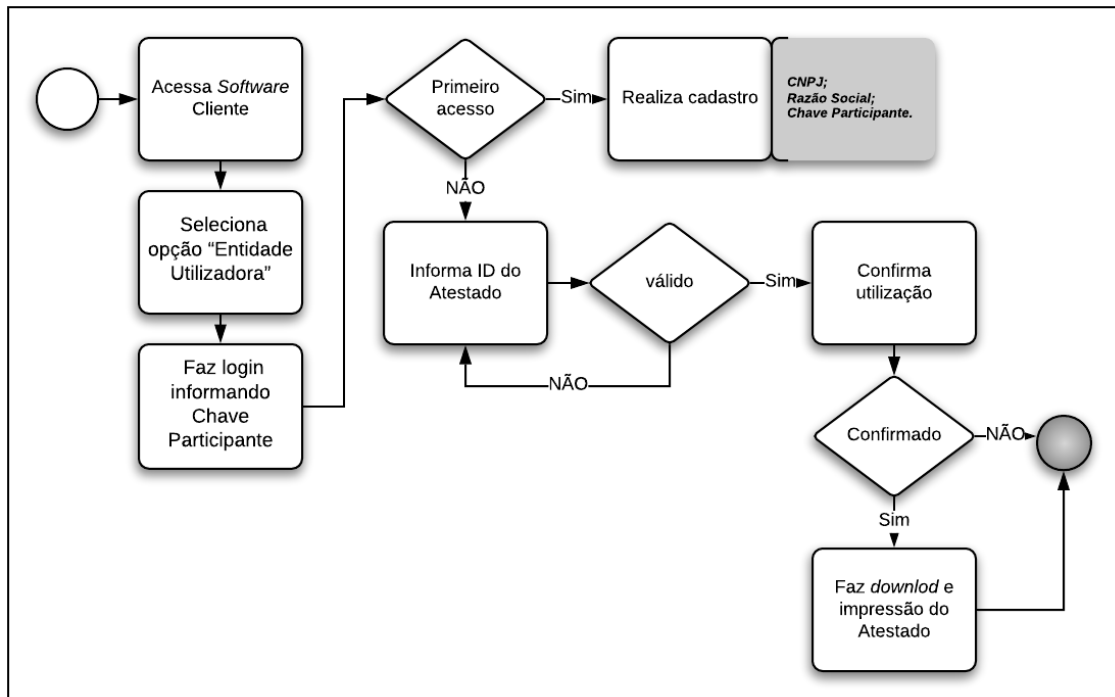 Acessa Software
Cliente
Seleciona
opção “Entidade
Utilizadora”
Faz login
informando
Chave
Participante
Primeiro
acesso
Sim
Realiza cadastro
CNPJ;
Razão Social;
Chave Participante.
NÃO
Informa ID do
Atestado
válido
Sim
NÃO
Confirma
utilização
Confirmado
NÃO
Sim
Faz downlod e
impressão do
Atestado